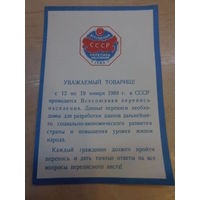 СССР
УВАЖАЕМЫЙ ТОВАРИЩ!
С 12 по 19 января 1989 г. в СССР
проводится Всесоюзная перепись
населения. Данные переписи необхо-
димы для разработки планов дальнейше-
го социально-экономического развития
страны и повышения уровня жизни
народа.
Каждый гражданин должен пройти
перепись и дать точные ответы на все
вопросы переписного листа!